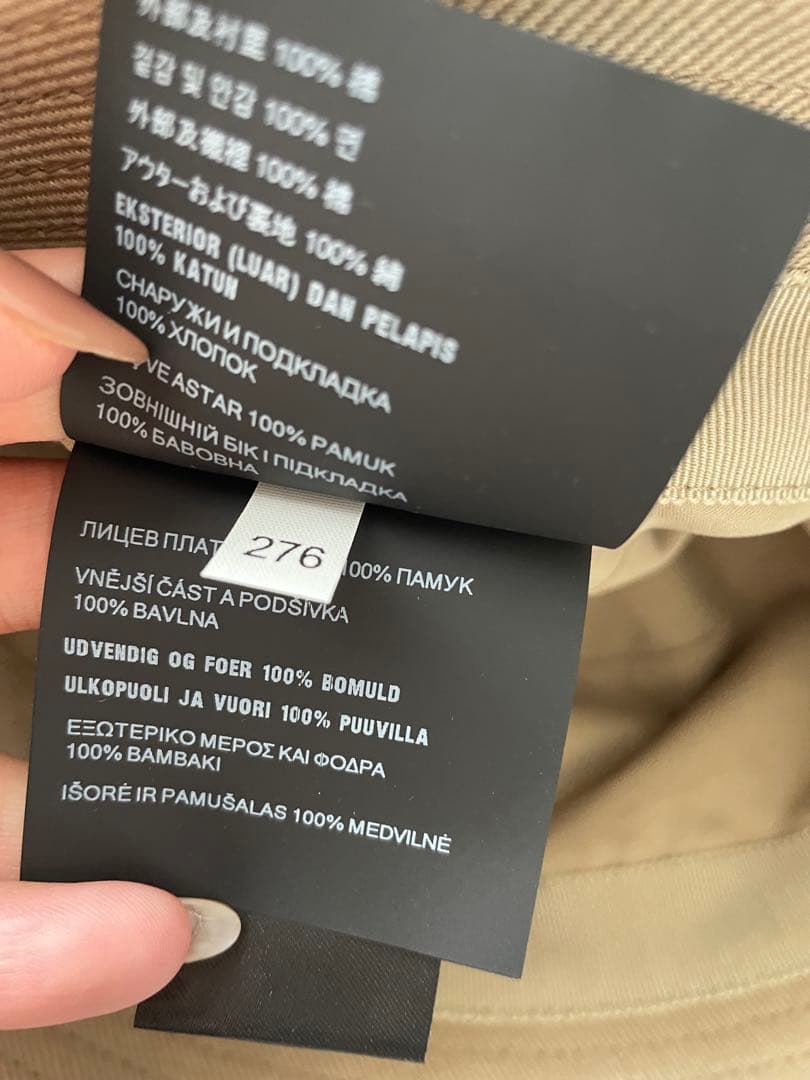 外部及衬里 100% 棉
겉감 및 안감 100% 면
外部及襯裡 100% 棉
アウターおよび裏地 100% 綿
EKSTERIOR (LUAR) DAN PELAPIS
100% KATUN
СНАРУЖИ И ПОДКЛАДКА
100% ХЛОПОК
VE ASTAR 100% PAMUK
ЗОВНІШНІЙ БІК І ПІДКЛАДКА
100% БАВОВНА
276
ЛИЦЕВ ПЛАТ 100% ПАМУК
VNĚJŠÍ ČÁST A PODŠÍVKA
100% BAVLNA
UDVENDIG OG FOER 100% BOMULD
ULKOPUOLI JA VUORI 100% PUUVILLA
ΕΞΩΤΕΡΙΚΟ ΜΕΡΟΣ ΚΑΙ ΦΟΔΡΑ
100% ΒΑΜΒΑΚΙ
IŠORĖ IR PAMUŠALAS 100% MEDVILNĖ